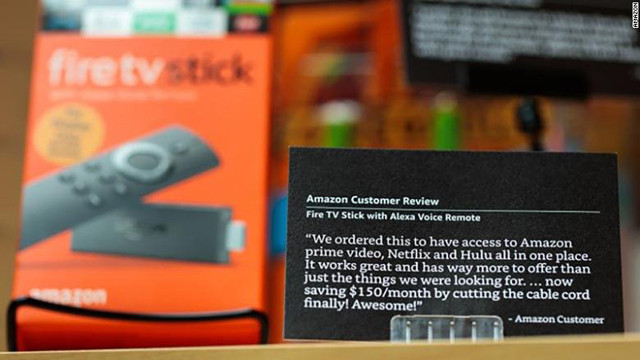 fire tv stick
amazon
Amazon Customer Review
Fire TV Stick with Alexa Voice Remote
“We ordered this to have access to Amazon
prime video, Netflix and Hulu all in one place.
It works great and has way more to offer than
just the things we were looking for. ... now
saving $150/month by cutting the cable cord
finally! Awesome!”
- Amazon Customer
AMAZON